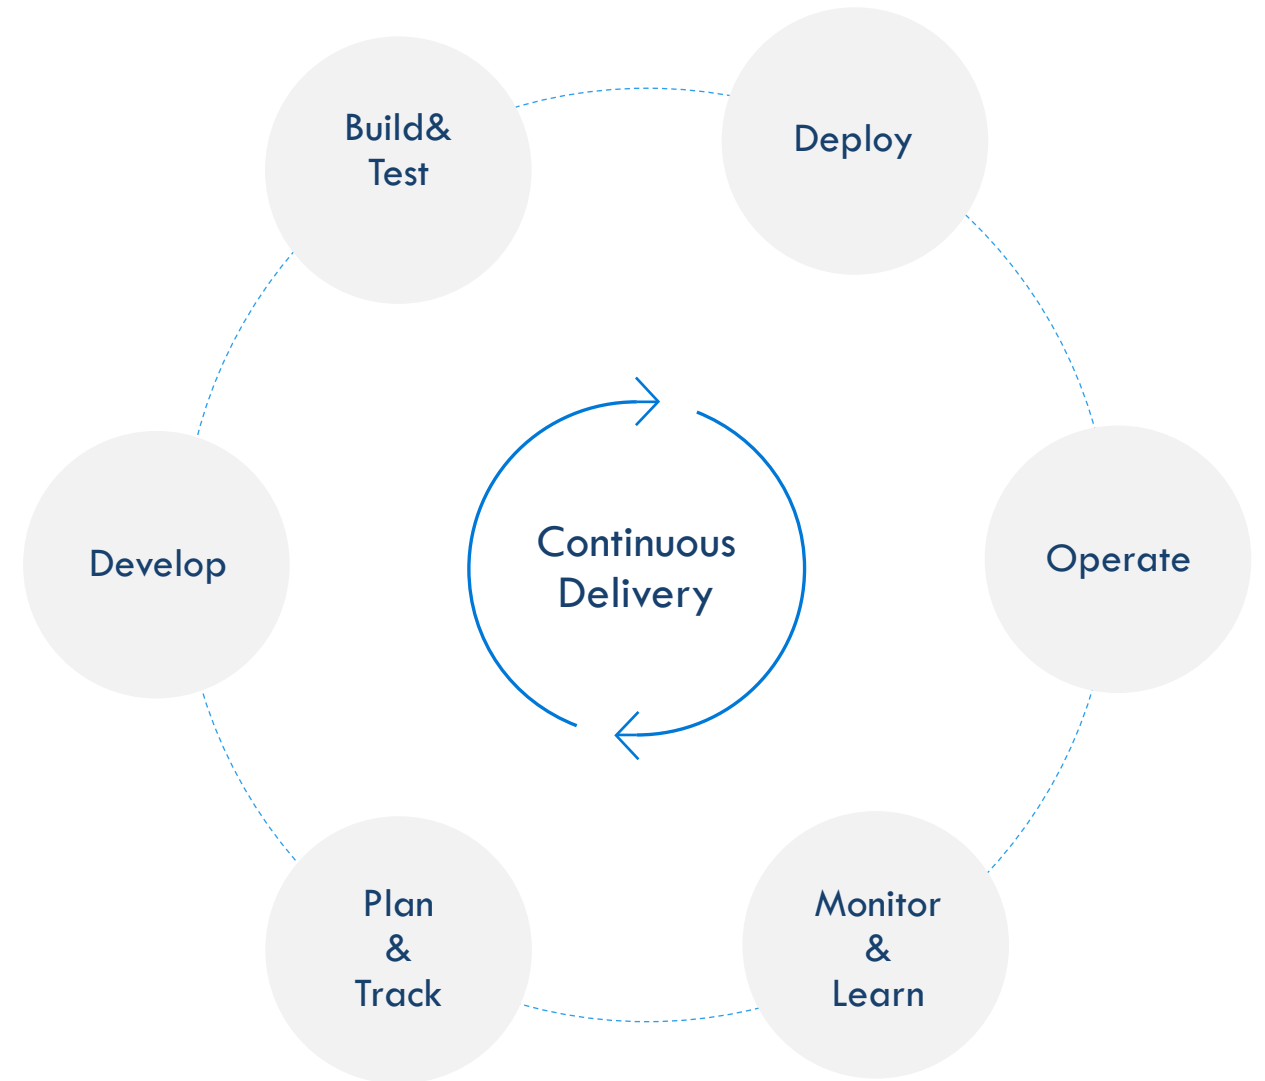 Build&
Test
Deploy
Develop
Continuous
Delivery
Operate
Plan
&
Track
Monitor
&
Learn